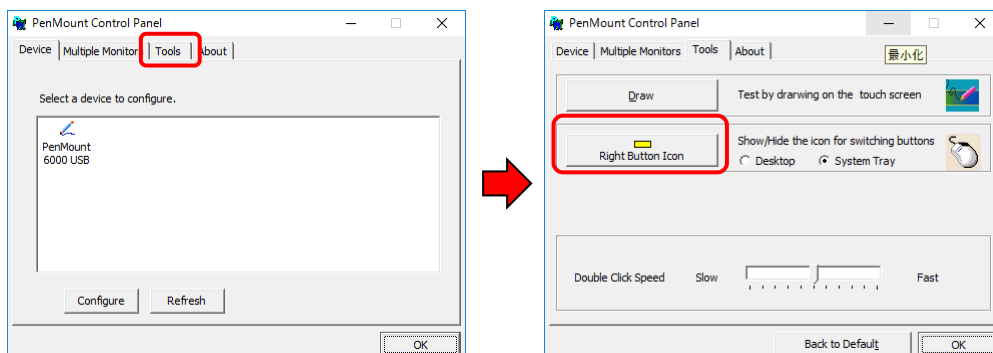 PenMount Control Panel
Device Multiple Monitors Tools About
Select a device to configure.
PenMount
6000 USB
Configure Refresh
OK
PenMount Control Panel
Device Multiple Monitors Tools About
最小化
Draw Test by drarwing on the touch screen
Right Button Icon
Show/Hide the icon for switching buttons
Desktop System Tray
Double Click Speed Slow Fast
Back to Default OK